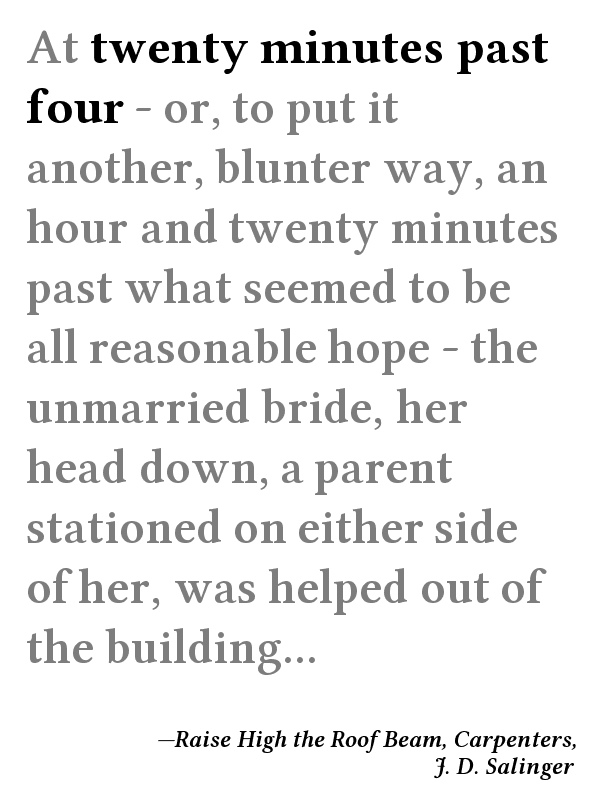 At twenty minutes past
four - or, to put it
another, blunter way, an
hour and twenty minutes
past what seemed to be
all reasonable hope - the
unmarried bride, her
head down, a parent
stationed on either side
of her, was helped out of
the building...
—Raise High the Roof Beam, Carpenters,
J. D. Salinger